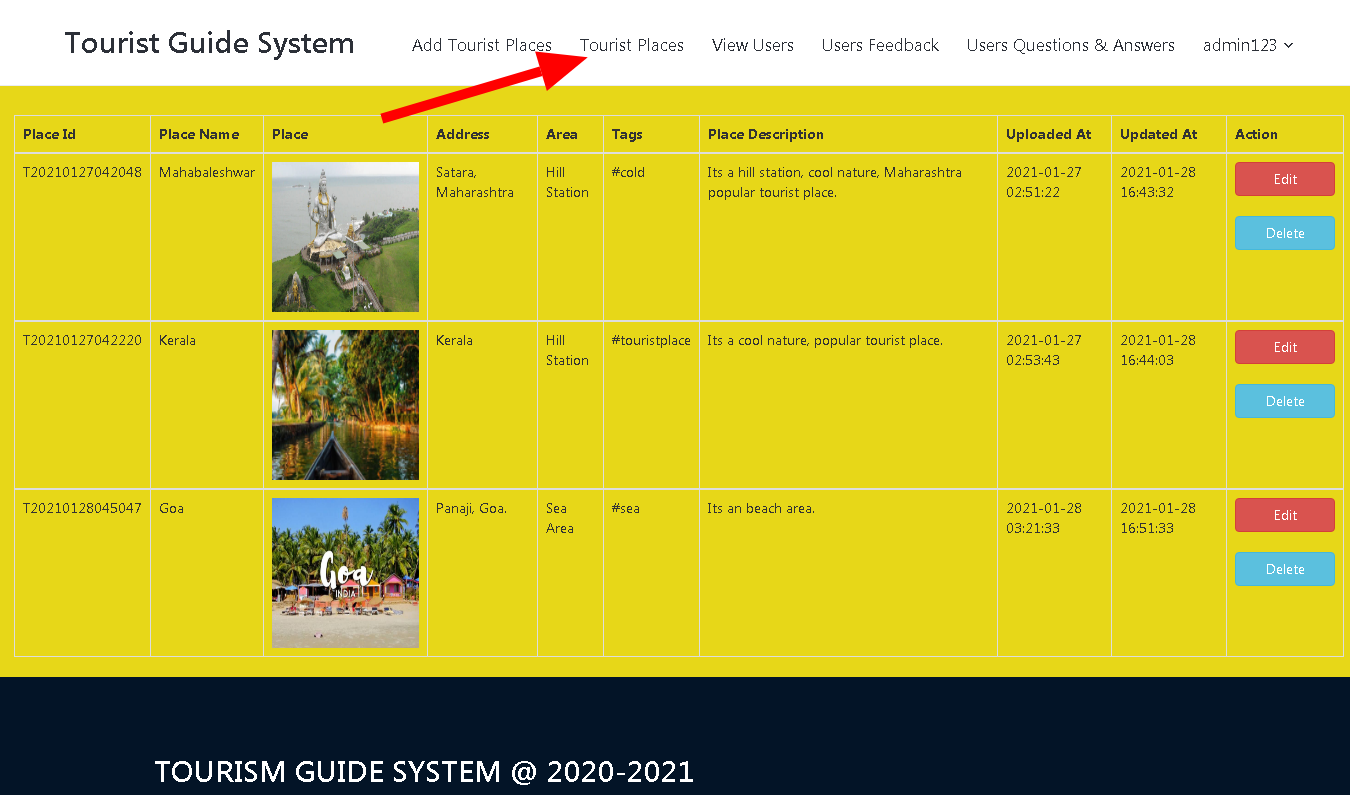 Tourist Guide System Add Tourist Places Tourist Places View Users Users Feedback Users Questions & Answers admin123
Place Id Place Name Place Address Area Tags Place Description Uploaded At Updated At Action
T20210127042048 Mahabaleshwar Satara, Hill #cold Its a hill station, cool nature, Maharashtra 2021-01-27 2021-01-28 Edit
Maharashtra Station popular tourist place. 02:51:22 16:43:32
Delete
T20210127042220 Kerala Kerala Hill #touristplace Its a cool nature, popular tourist place. 2021-01-27 2021-01-28 Edit
Station 02:53:43 16:44:03
Delete
T20210128045047 Goa Panaji, Goa. Sea #sea Its an beach area. 2021-01-28 2021-01-28 Edit
Area 03:21:33 16:51:33
Delete
Goa
INDIA
TOURISM GUIDE SYSTEM @ 2020-2021